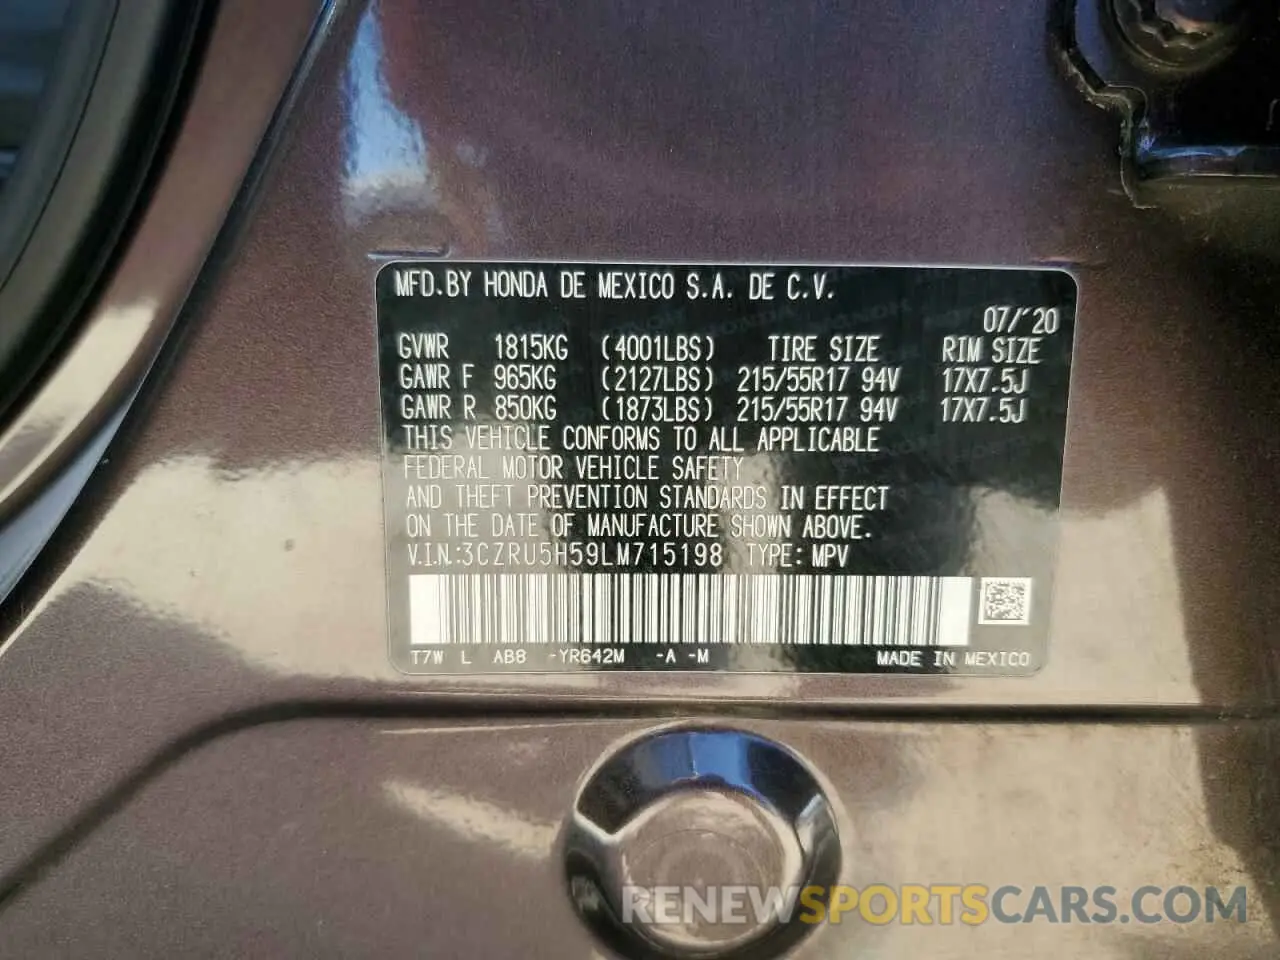 MFD.BY HONDA DE MEXICO S.A. DE C.V.
07/'20
GVWR 1815KG (4001LBS) TIRE SIZE RIM SIZE
GAWR F 965KG (2127LBS) 215/55R17 94V 17X7.5J
GAWR R 850KG (1873LBS) 215/55R17 94V 17X7.5J
THIS VEHICLE CONFORMS TO ALL APPLICABLE
FEDERAL MOTOR VEHICLE SAFETY
AND THEFT PREVENTION STANDARDS IN EFFECT
ON THE DATE OF MANUFACTURE SHOWN ABOVE.
V.I.N.:3CZRU5H59LM715198 TYPE: MPV
T7W L AB8 -YR642M -A -M MADE IN MEXICO
RENEWSPORTSCARS.COM